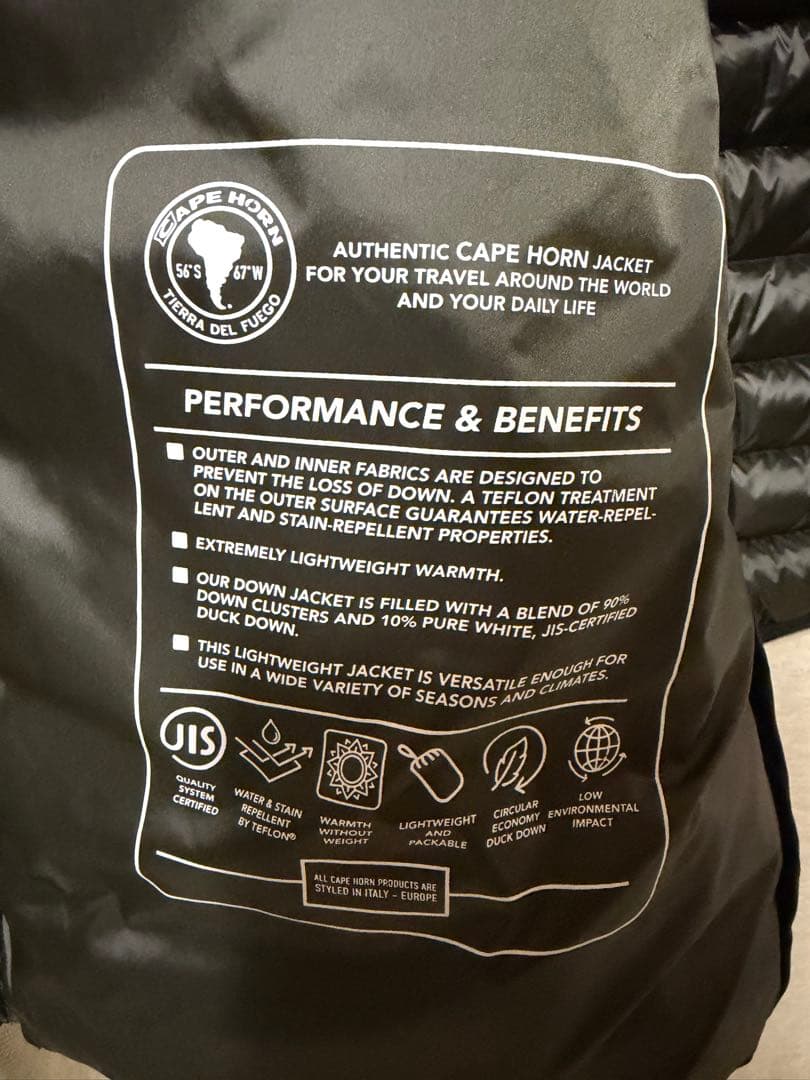 CAPE HORN
56°S 67°W
TIERRA DEL FUEGO
AUTHENTIC CAPE HORN JACKET
FOR YOUR TRAVEL AROUND THE WORLD
AND YOUR DAILY LIFE
PERFORMANCE & BENEFITS
OUTER AND INNER FABRICS ARE DESIGNED TO
PREVENT THE LOSS OF DOWN. A TEFLON TREATMENT
ON THE OUTER SURFACE GUARANTEES WATER-REPEL-
LENT AND STAIN-REPELLENT PROPERTIES.
EXTREMELY LIGHTWEIGHT WARMTH.
OUR DOWN JACKET IS FILLED WITH A BLEND OF 90%
DOWN CLUSTERS AND 10% PURE WHITE, JIS-CERTIFIED
DUCK DOWN.
THIS LIGHTWEIGHT JACKET IS VERSATILE ENOUGH FOR
USE IN A WIDE VARIETY OF SEASONS AND CLIMATES.
JIS
QUALITY
SYSTEM
CERTIFIED
WATER & STAIN
REPELLENT
BY TEFLON®
WARMTH
WITHOUT
WEIGHT
LIGHTWEIGHT
AND
PACKABLE
CIRCULAR
ECONOMY
DUCK DOWN
LOW
ENVIRONMENTAL
IMPACT
ALL CAPE HORN PRODUCTS ARE
STYLED IN ITALY - EUROPE